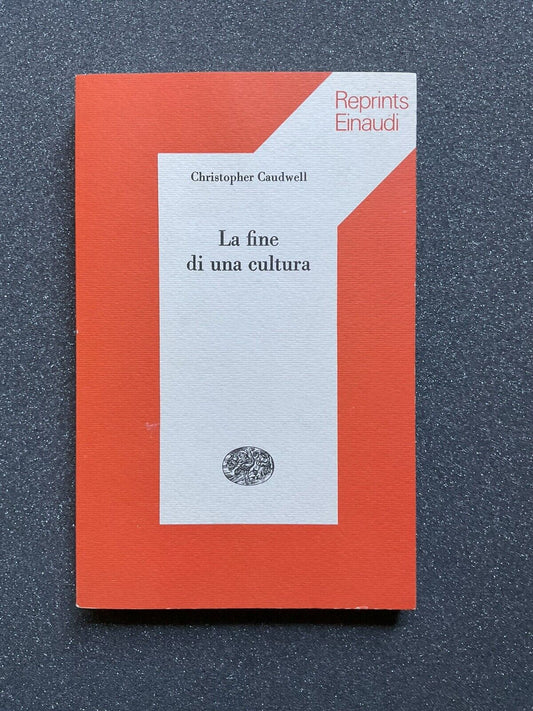 Reprints
Einaudi
Christopher Caudwell
La fine
di una cultura